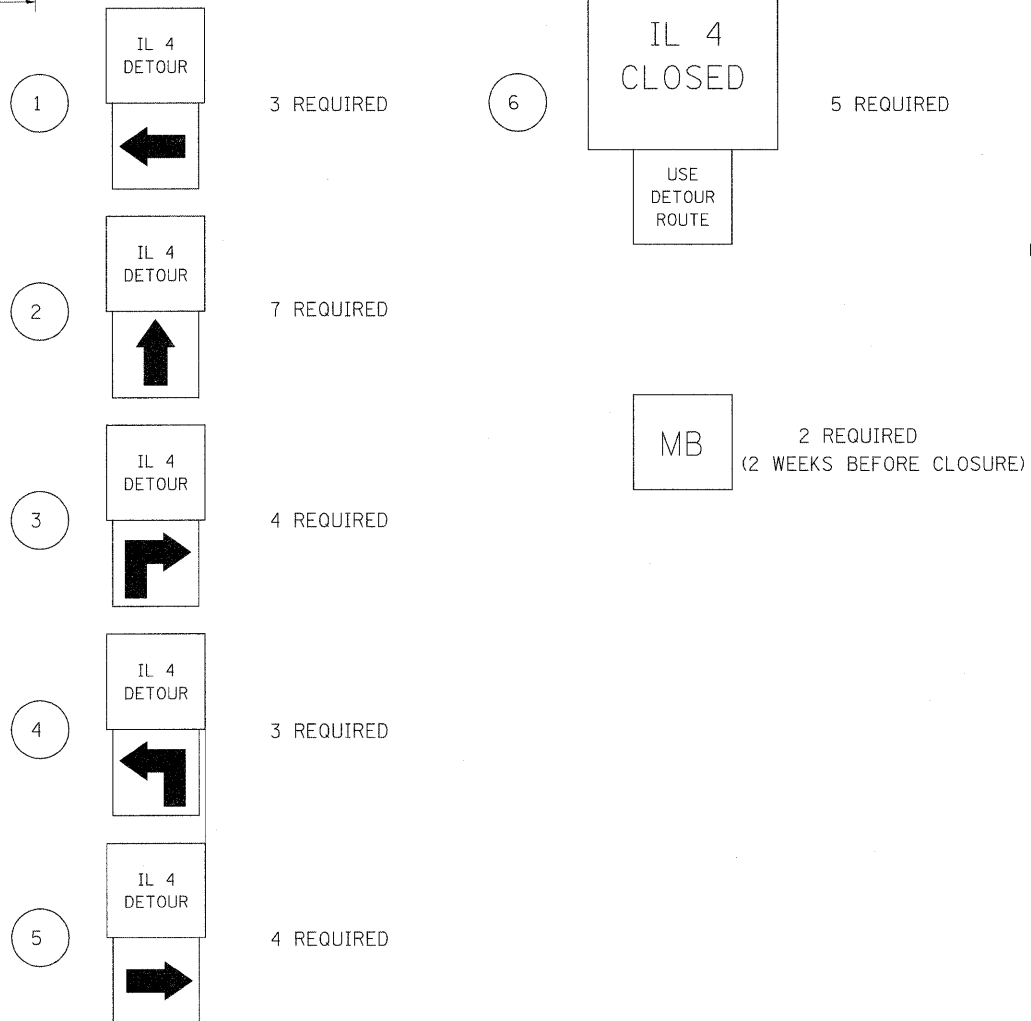 1
IL 4
DETOUR
3 REQUIRED
2
IL 4
DETOUR
7 REQUIRED
3
IL 4
DETOUR
4 REQUIRED
4
IL 4
DETOUR
3 REQUIRED
5
IL 4
DETOUR
4 REQUIRED
6
IL 4
CLOSED
USE
DETOUR
ROUTE
5 REQUIRED
MB
2 REQUIRED
(2 WEEKS BEFORE CLOSURE)